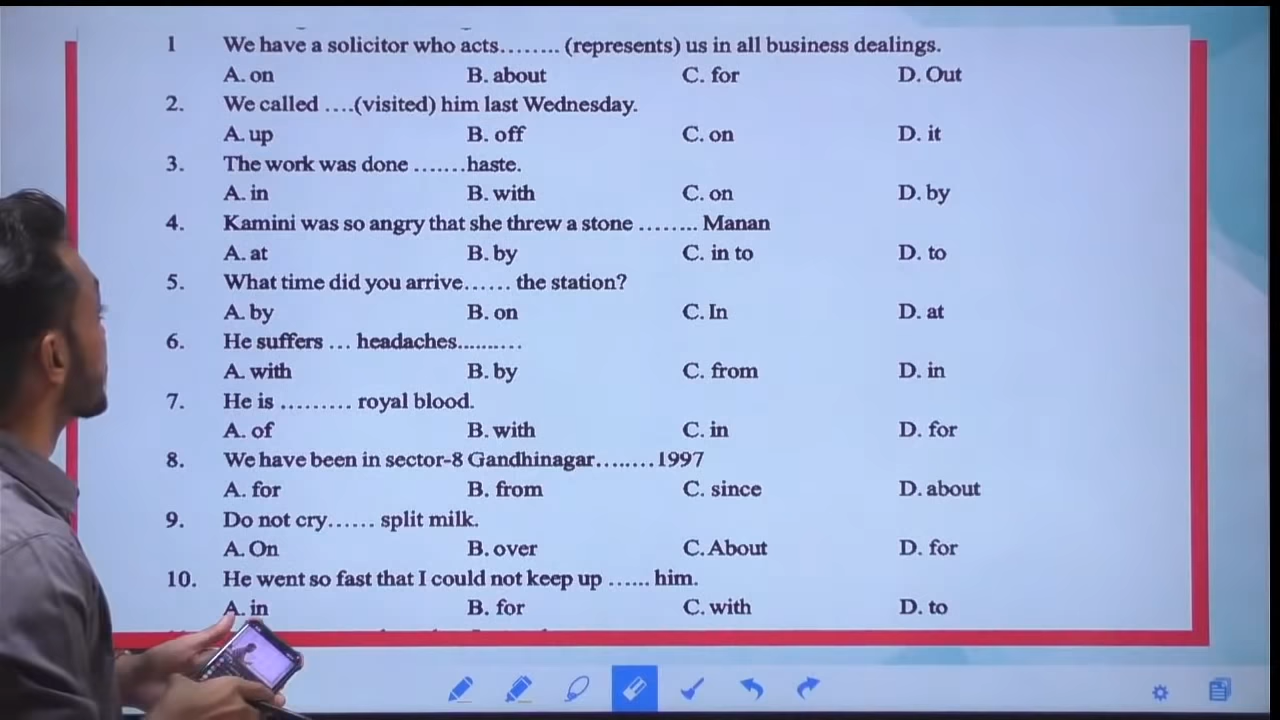 1 We have a solicitor who acts........ (represents) us in all business dealings.
A. on B. about C. for D. Out
2. We called ....(visited) him last Wednesday.
A. up B. off C. on D. it
3. The work was done .......haste.
A. in B. with C. on D. by
4. Kamini was so angry that she threw a stone ........ Manan
A. at B. by C. in to D. to
5. What time did you arrive...... the station?
A. by B. on C. In D. at
6. He suffers ... headaches..........
A. with B. by C. from D. in
7. He is ......... royal blood.
A. of B. with C. in D. for
8. We have been in sector-8 Gandhinagar........1997
A. for B. from C. since D. about
9. Do not cry...... split milk.
A. On B. over C. About D. for
10. He went so fast that I could not keep up ...... him.
A. in B. for C. with D. to